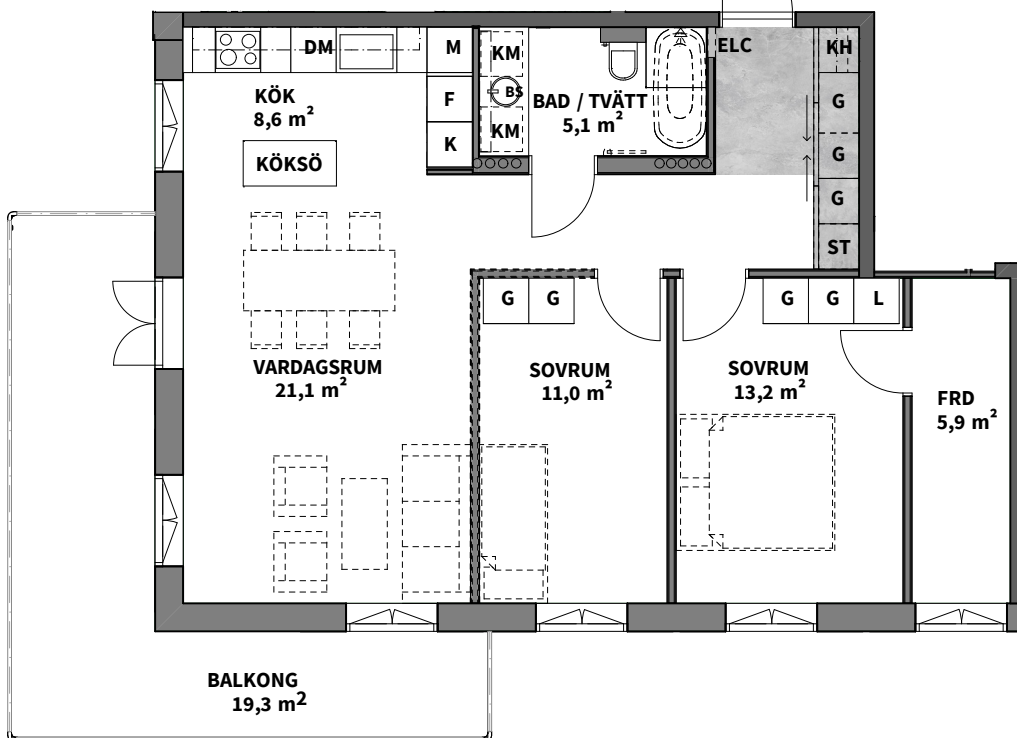 DM
M
KM
ELC
KH
KÖK
8,6 m²
F
BS
BAD / TVÄTT
5,1 m²
G
K
KM
KÖKSÖ
G
G
ST
G
G
G
G
L
VARDAGSRUM
21,1 m²
SOVRUM
11,0 m²
SOVRUM
13,2 m²
FRD
5,9 m²
BALKONG
19,3 m²